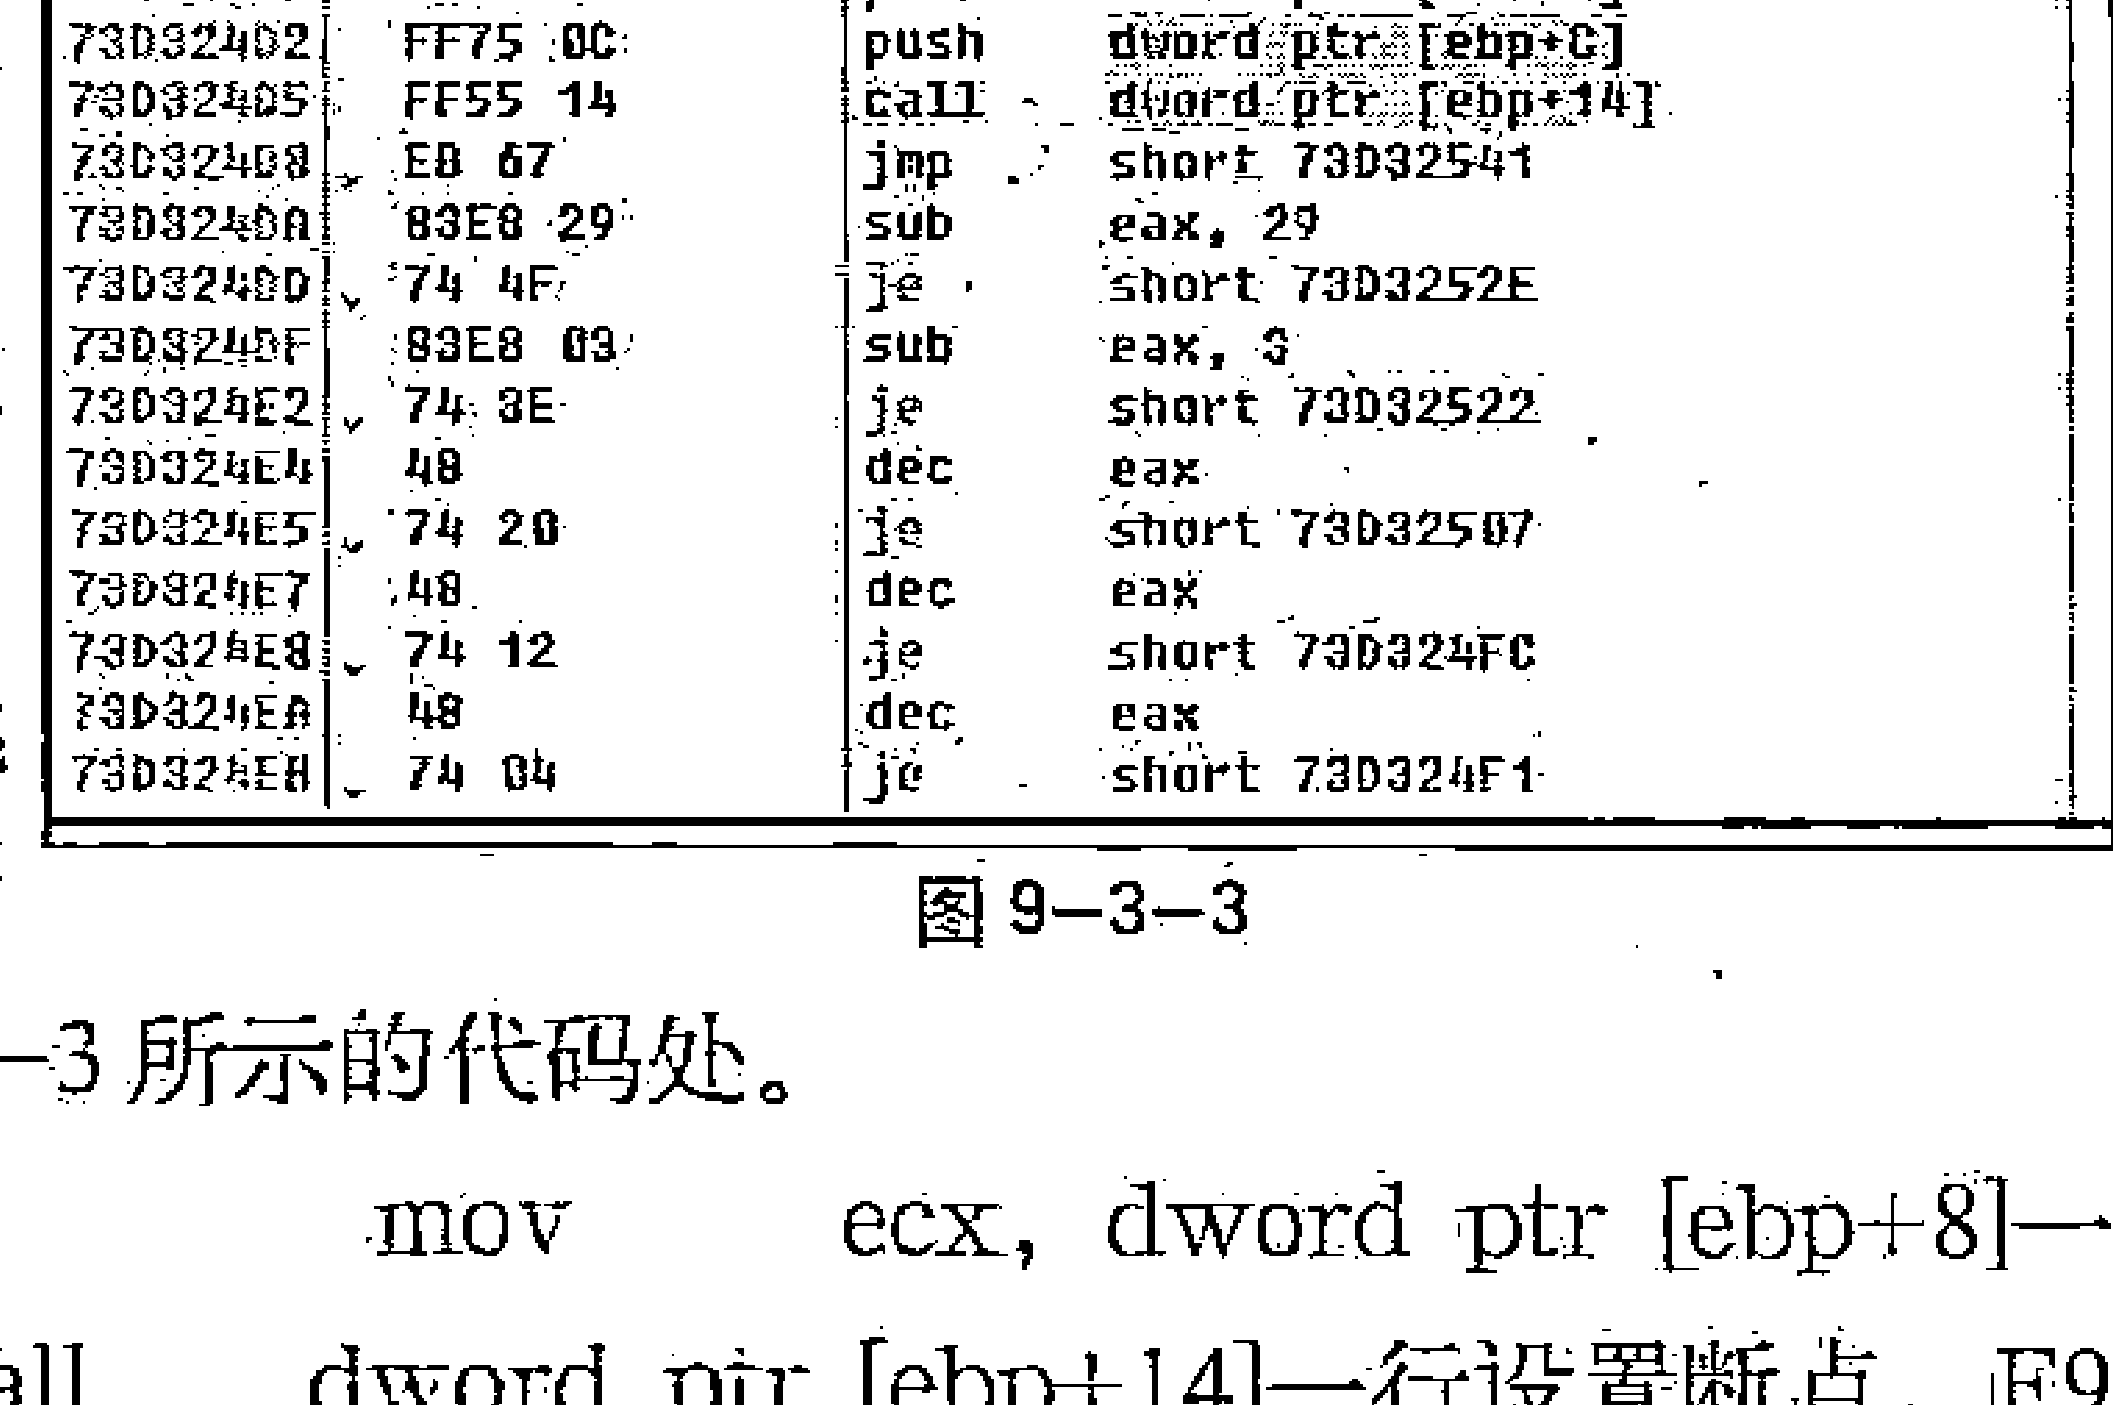 73D324D2 FF75 0C push dword ptr [ebp+C]
73D324D5 FF55 14 call dword ptr [ebp+14]
73D324D8 EB 67 jmp short 73D32541
73D324DA 83E8 29 sub eax, 29
73D324DD 74 4F je short 73D3252E
73D324DF 83E8 03 sub eax, 3
73D324E2 74 3E je short 73D32522
73D324E4 48 dec eax
73D324E5 74 20 je short 73D32507
73D324E7 48 dec eax
73D324E8 74 12 je short 73D324FC
73D324EA 48 dec eax
73D324EB 74 04 je short 73D324F1
图 9-3-3
-3 所示的代码处。
mov ecx, dword ptr [ebp+8]—
all dword ptr [ebp+14]一行设置断点, F9